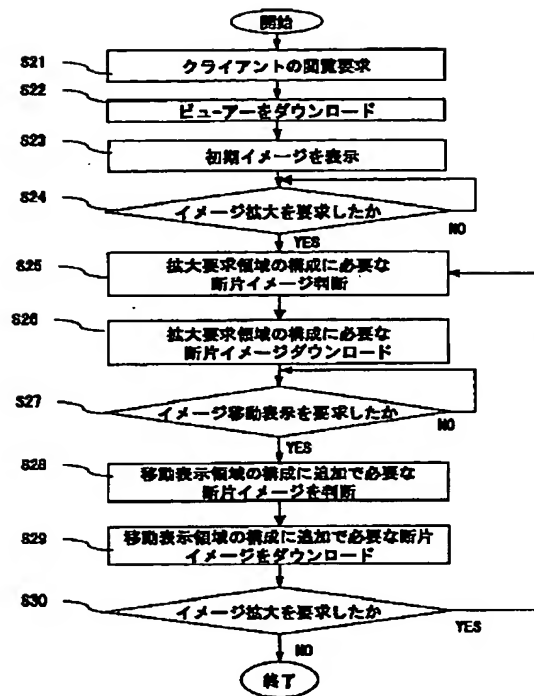 開始
S21
クライアントの閲覧要求
S22
ビューアーをダウンロード
S23
初期イメージを表示
S24
イメージ拡大を要求したか
NO
YES
S25
拡大要求領域の構成に必要な
断片イメージ判断
S26
拡大要求領域の構成に必要な
断片イメージダウンロード
S27
イメージ移動表示を要求したか
NO
YES
S28
移動表示領域の構成に追加で必要な
断片イメージを判断
S29
移動表示領域の構成に追加で必要な断片
イメージをダウンロード
S30
イメージ拡大を要求したか
YES
NO
終了